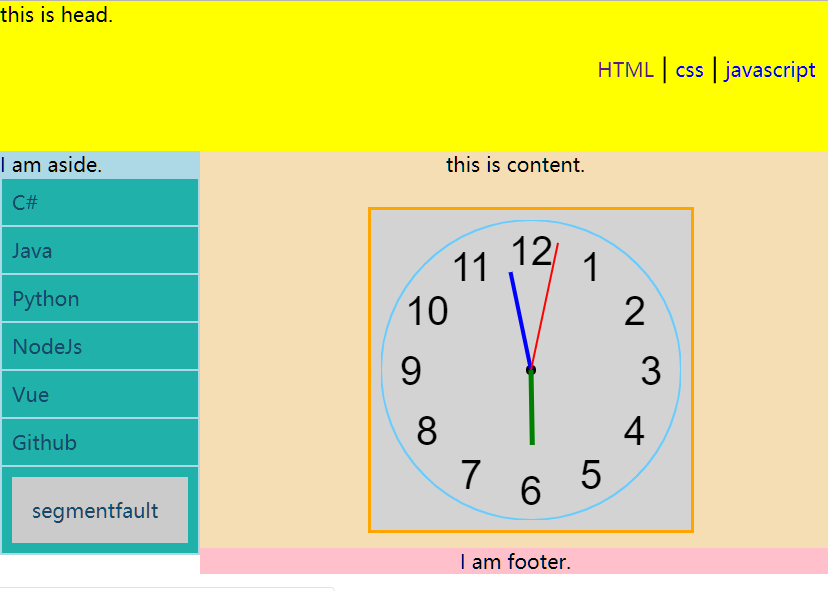 this is head.
HTML | css | javascript
I am aside.
C#
Java
Python
NodeJs
Vue
Github
segmentfault
this is content.
12
11 1
10 2
9 3
8 4
7 5
6
I am footer.